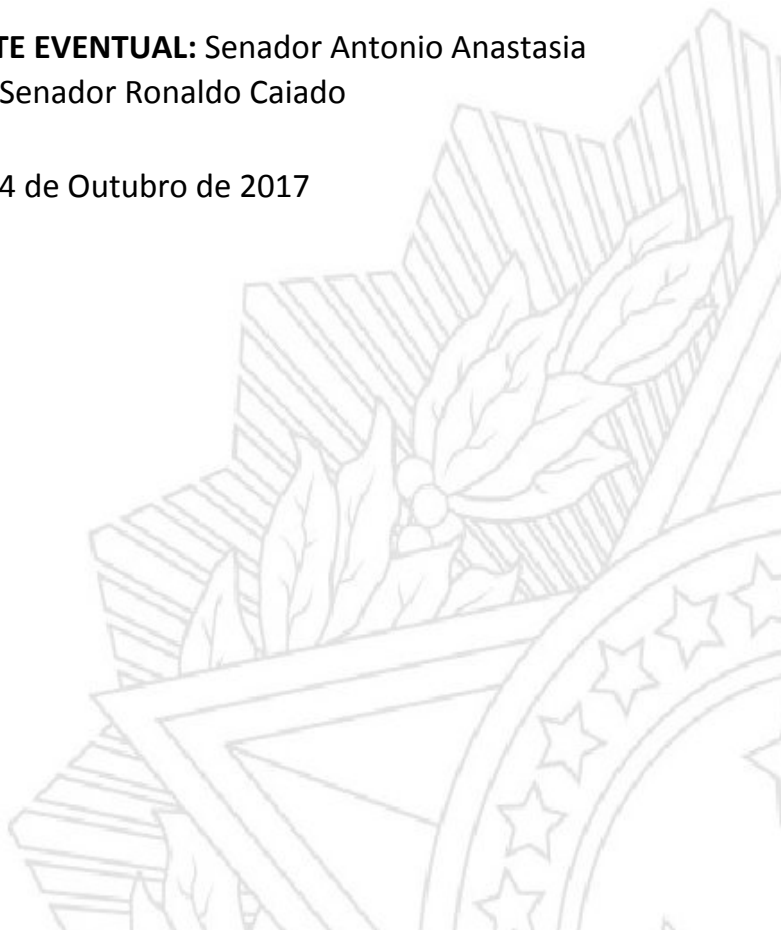 TE EVENTUAL: Senador Antonio Anastasia
Senador Ronaldo Caiado
4 de Outubro de 2017